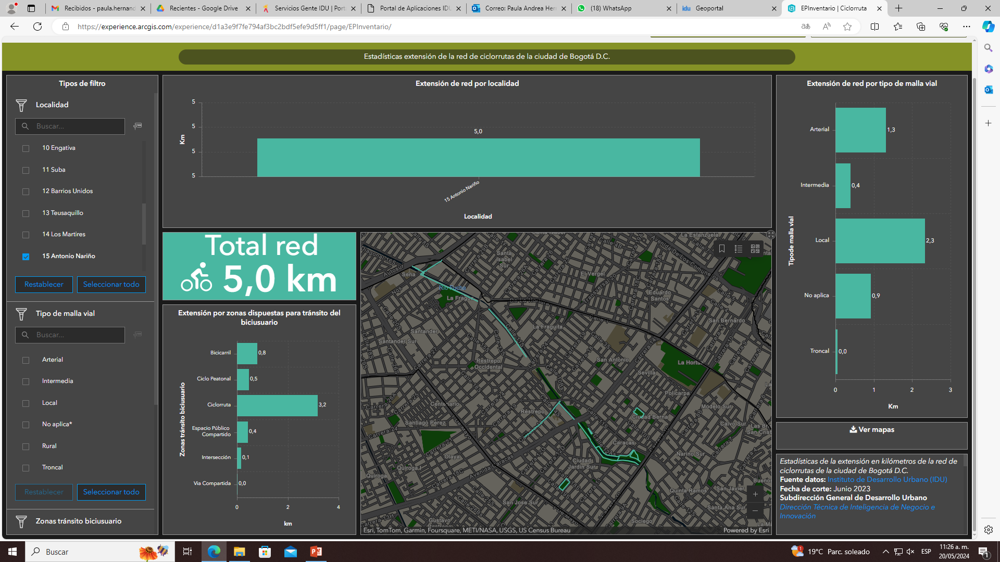 Recibidos - paula.hernand
Recientes - Google Drive
Servicios Gente IDU | Port
Portal de Aplicaciones IDU
Correo: Paula Andrea Her
(18) WhatsApp
idu Geoportal
EPInventario | Ciclorruta
https://experience.arcgis.com/experience/d1a3e9f7fe794af3bc2bdf5efe9d5ff1/page/EPInventario/
Estadísticas extensión de la red de ciclorrutas de la ciudad de Bogotá D.C.
Tipos de filtro
Localidad
Buscar...
10 Engativa
11 Suba
12 Barrios Unidos
13 Teusaquillo
14 Los Martires
15 Antonio Nariño
Restablecer
Seleccionar todo
Tipo de malla vial
Buscar...
Arterial
Intermedia
Local
No aplica*
Rural
Troncal
Restablecer
Seleccionar todo
Zonas tránsito biciusuario
Extensión de red por localidad
5
5
5
5
Km
5,0
15 Antonio Nariño
Localidad
Total red
5,0 km
Extensión por zonas dispuestas para tránsito del
biciusuario
Zonas tránsito biciusuario
Bicicarril
0,8
Ciclo Peatonal
0,5
Ciclorruta
3,2
Espacio Público
Compartido
0,4
Intersección
0,1
Via Compartida
0,0
0
2
4
km
La Estanzuela
Santa
Isabel
Sur
Sena
Autosur
Diagonal 16s
Nqs
Rio Fucha
La Fragua
El Vergel
Eduardo
Santos
San Bernardo
La Fraguita
Santander
Santander Sur
Restrepo
Occidental
San Antonio
La Hortua
Sevilla
Policarpa
Modelo Sur
Centenario
Restrepo
Santiago Perez
Ciudad Berna
Calvo Sur
San Crist
Caracas
Nariño Sur
Olaya
Ciudad
Jardin Sur
Quiroga I
Quiroga
Avenida Caracas
San Jose Sur
Quinta Ramos
San Javier
Santa Ana Sur
Sociego
Gustavo
Restrepo
Esri, TomTom, Garmin, Foursquare, METI/NASA, USGS, US Census Bureau
Powered by Esri
Extensión de red por tipo de malla vial
Tipode malla vial
Arterial
1,3
Intermedia
0,4
Local
2,3
No aplica
0,9
Troncal
0,0
0
1
2
3
Km
Ver mapas
Estadísticas de la extensión en kilómetros de la red de
ciclorrutas de la ciudad de Bogotá D.C.
Fuente datos: Instituto de Desarrollo Urbano (IDU)
Fecha de corte: Junio 2023
Subdirección General de Desarrollo Urbano
Dirección Técnica de Inteligencia de Negocio e
Innovación
Buscar
19°C Parc. soleado
ESP
11:26 a. m.
20/05/2024